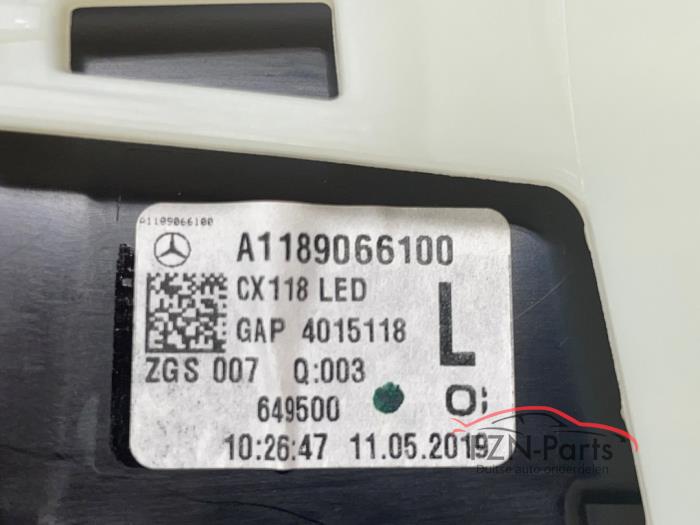 A1189066100
A1189066100
CX118 LED
GAP 4015118
L
ZGS 007 Q:003
649500
10:26:47 11.05.2019
ZN-Parts
Duitse auto onderdelen